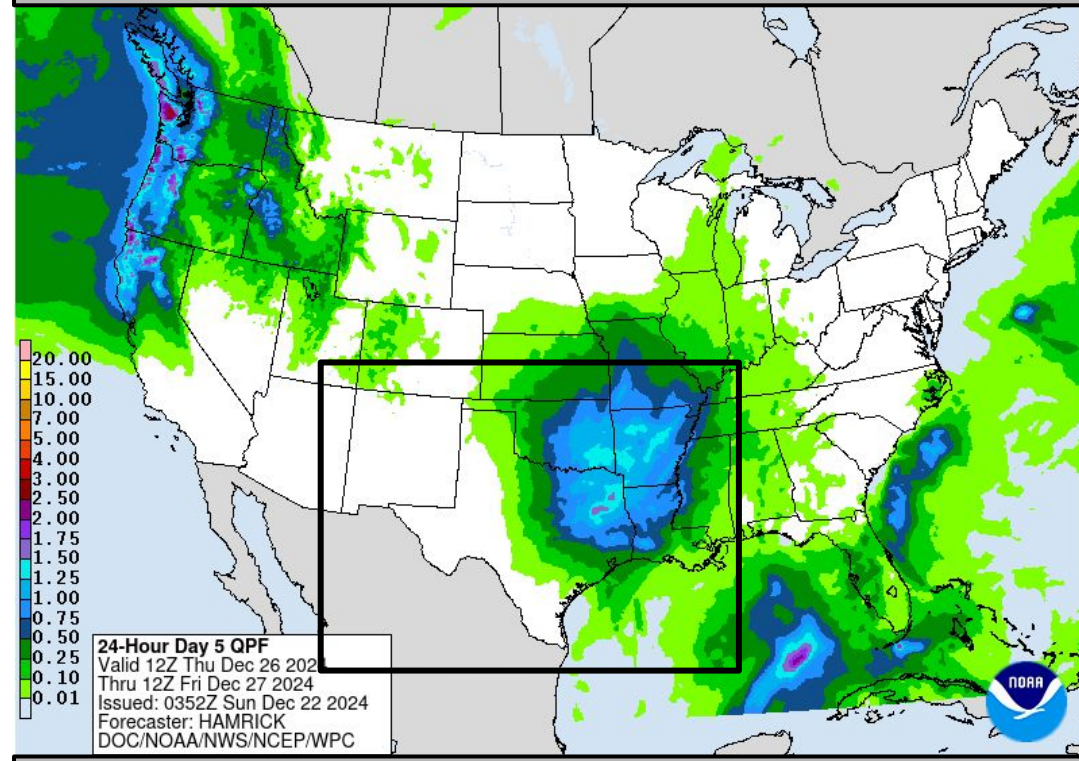 20.00
15.00
10.00
7.00
5.00
4.00
3.00
2.50
2.00
1.75
1.50
1.25
1.00
0.75
0.50
0.25
0.10
0.01
24-Hour Day 5 QPF
Valid 12Z Thu Dec 26
Thru 12Z Fri Dec 27 2024
Issued: 0352Z Sun Dec 22 2024
Forecaster: HAMRICK
DOC/NOAA/NWS/NCEP/WPC
NOAA